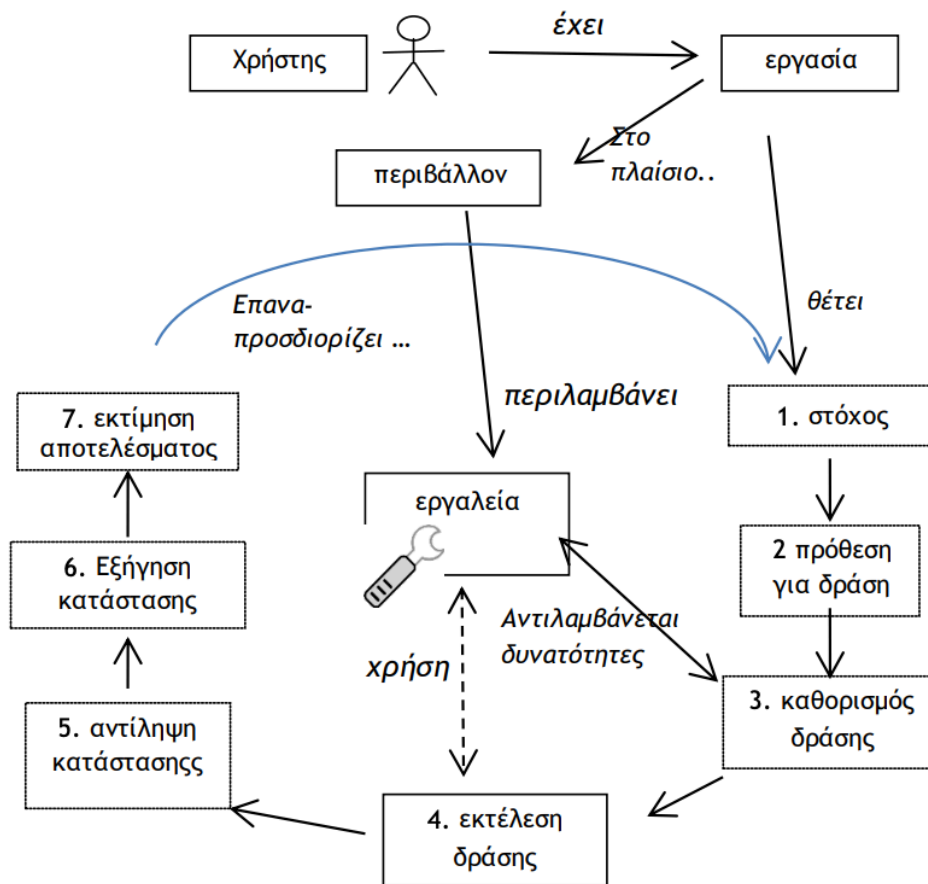 έχει
Χρήστης
εργασία
Στο
πλαίσιο..
περιβάλλον
Επανα-
προσδιορίζει …
θέτει
περιλαμβάνει
7. εκτίμηση
αποτελέσματος
1. στόχος
εργαλεία
6. Εξήγηση
κατάστασης
2 πρόθεση
για δράση
Αντιλαμβάνεται
δυνατότητες
χρήση
5. αντίληψη
κατάστασηςς
3. καθορισμός
δράσης
4. εκτέλεση
δράσης